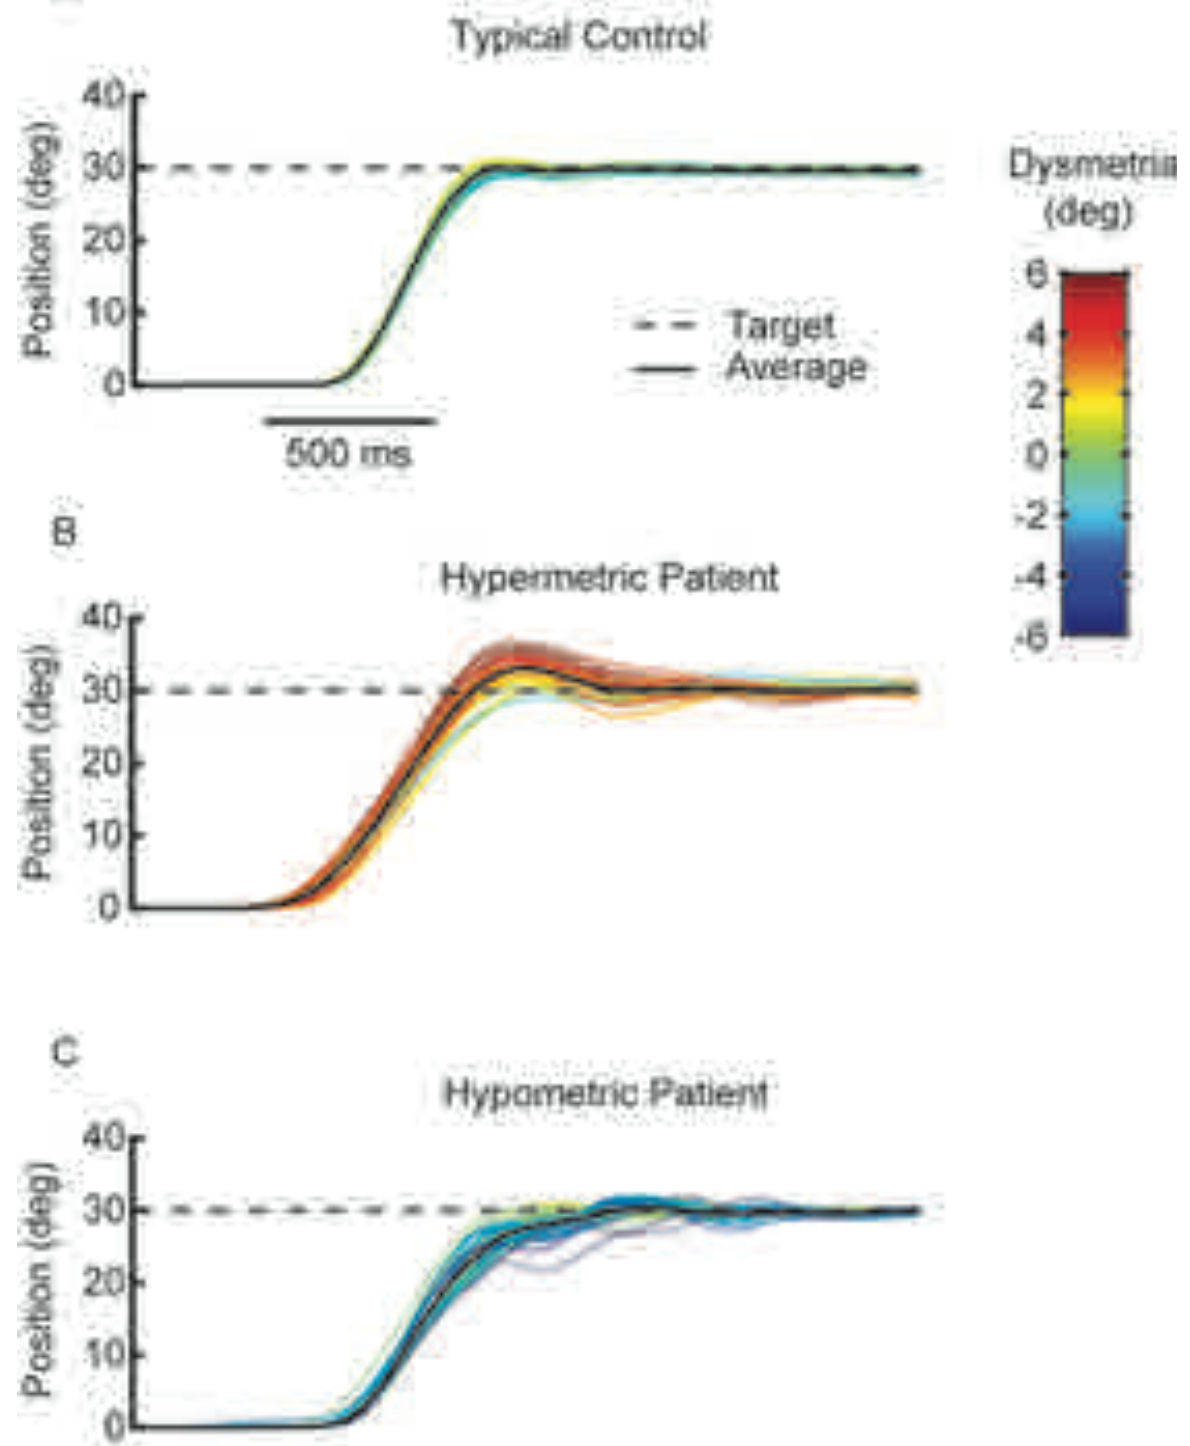 Typical Control
Position (deg)
40
30
20
10
0
Target
Average
500 ms
Dysmetria
(deg)
6
4
2
0
-2
-4
-6
B
Hypermetric Patient
Position (deg)
40
30
20
10
0
C
Hypometric Patient
Position (deg)
40
30
20
10
0